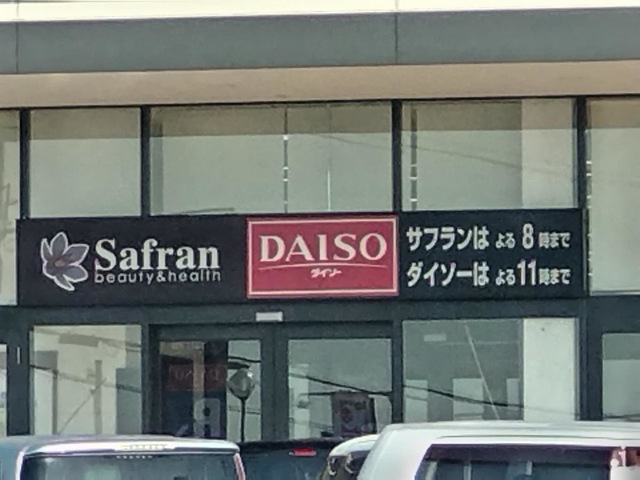 Safran
beauty&health
DAISO
ダイソー
サフランは よる 8 時まで
ダイソーは よる 11 時まで